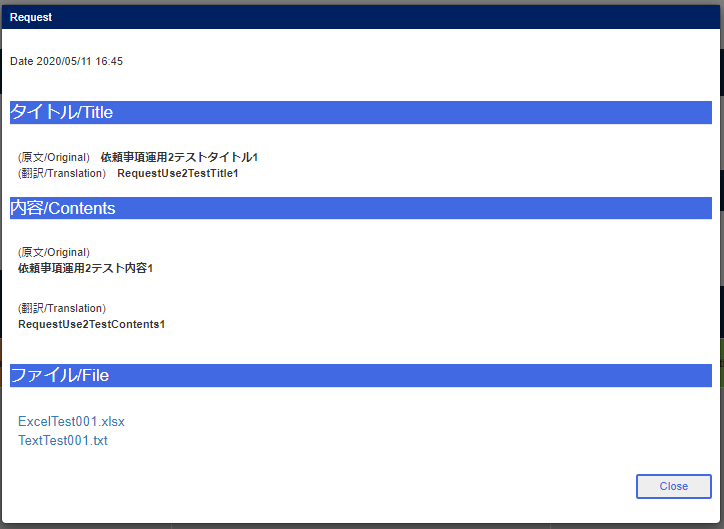 Request
Date 2020/05/11 16:45
タイトル/Title
(原文/Original) 依頼事項運用2テストタイトル1
(翻訳/Translation) RequestUse2TestTitle1
内容/Contents
(原文/Original)
依頼事項運用2テスト内容1
(翻訳/Translation)
RequestUse2TestContents1
ファイル/File
ExcelTest001.xlsx
TextTest001.txt
Close